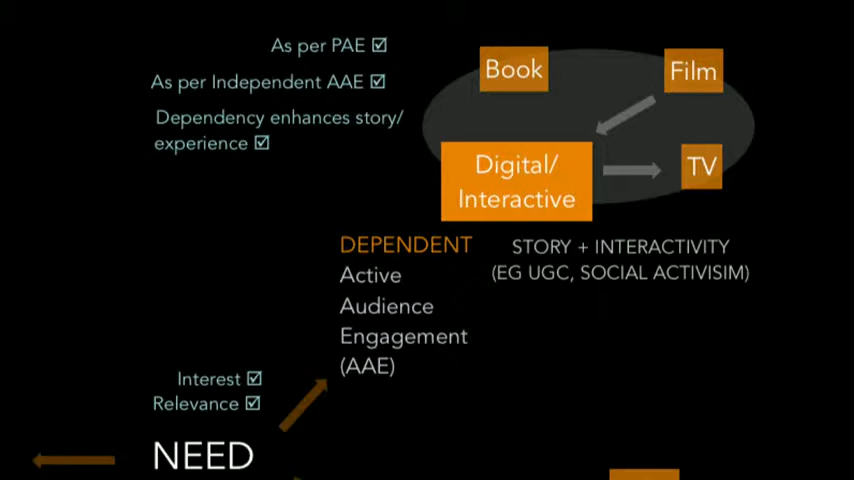 As per PAE ☑
As per Independent AAE ☑
Dependency enhances story/
experience ☑
Book
Film
Digital/
Interactive
TV
DEPENDENT
Active
Audience
Engagement
(AAE)
STORY + INTERACTIVITY
(EG UGC, SOCIAL ACTIVISIM)
Interest ☑
Relevance ☑
NEED